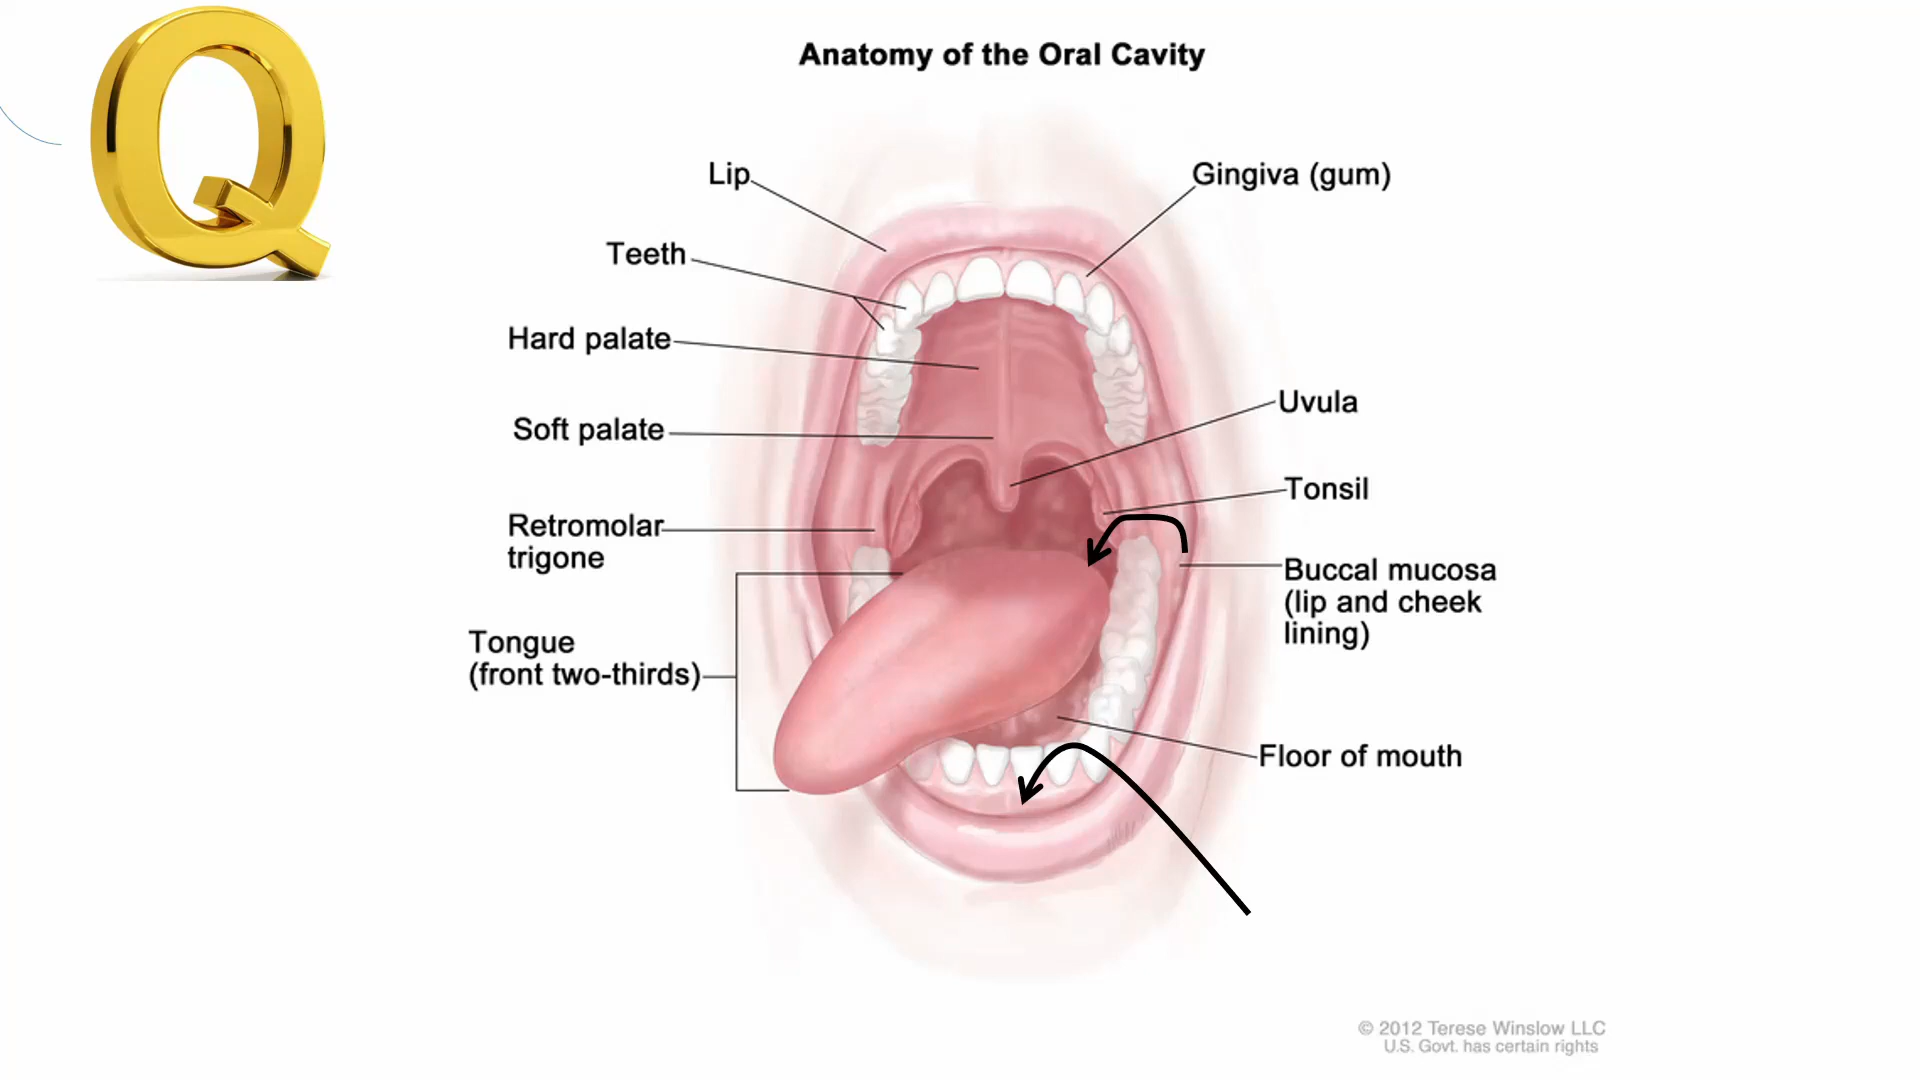 Q
Anatomy of the Oral Cavity
Lip
Gingiva (gum)
Teeth
Hard palate
Uvula
Soft palate
Tonsil
Retromolar
trigone
Buccal mucosa
(lip and cheek
lining)
Tongue
(front two-thirds)
Floor of mouth
© 2012 Terese Winslow LLC
U.S. Govt. has certain rights